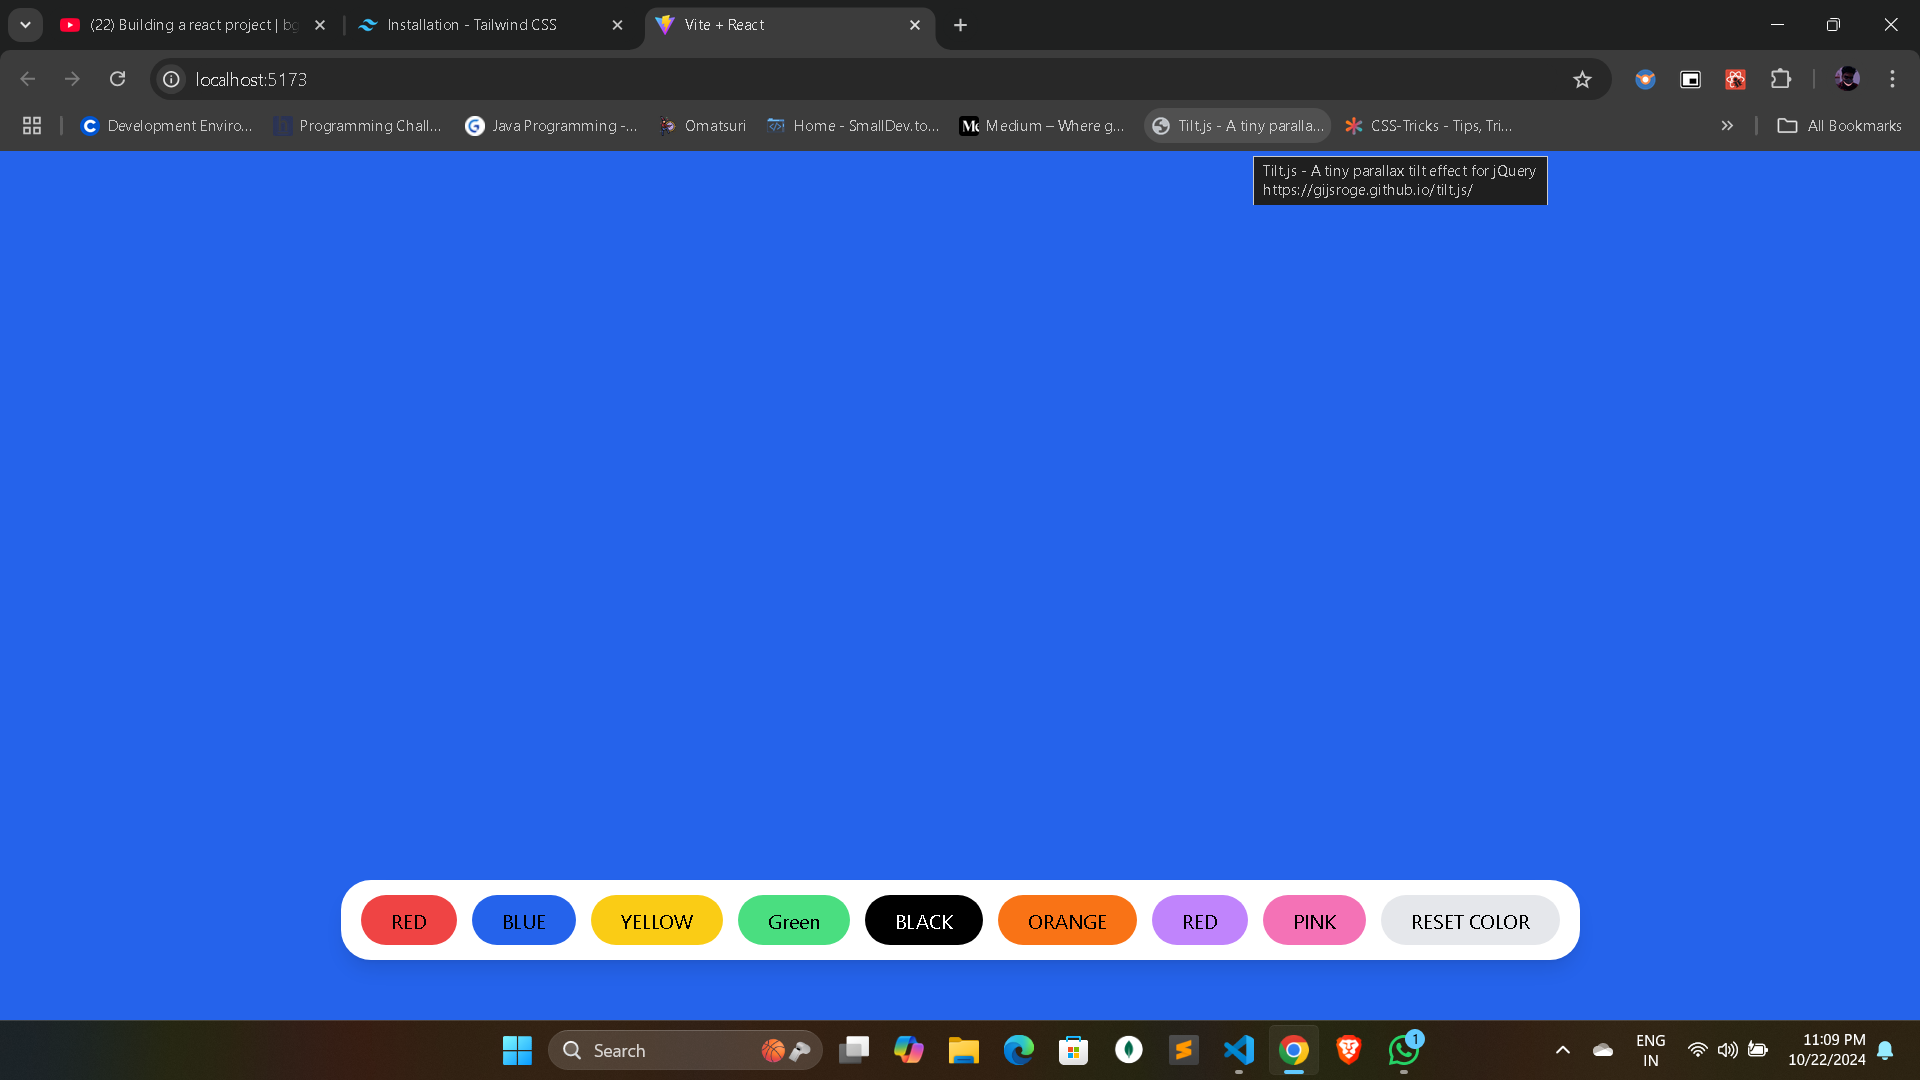 (22) Building a react project | bg
Installation - Tailwind CSS
Vite + React
localhost:5173
Development Enviro...
Programming Chall...
Java Programming -...
Omatsuri
Home - SmallDev.to...
Medium – Where g...
Tilt.js - A tiny paralla...
CSS-Tricks - Tips, Tri...
All Bookmarks
Tilt.js - A tiny parallax tilt effect for jQuery
https://gijsroge.github.io/tilt.js/
RED
BLUE
YELLOW
Green
BLACK
ORANGE
RED
PINK
RESET COLOR
Search
1
ENG
IN
11:09 PM
10/22/2024